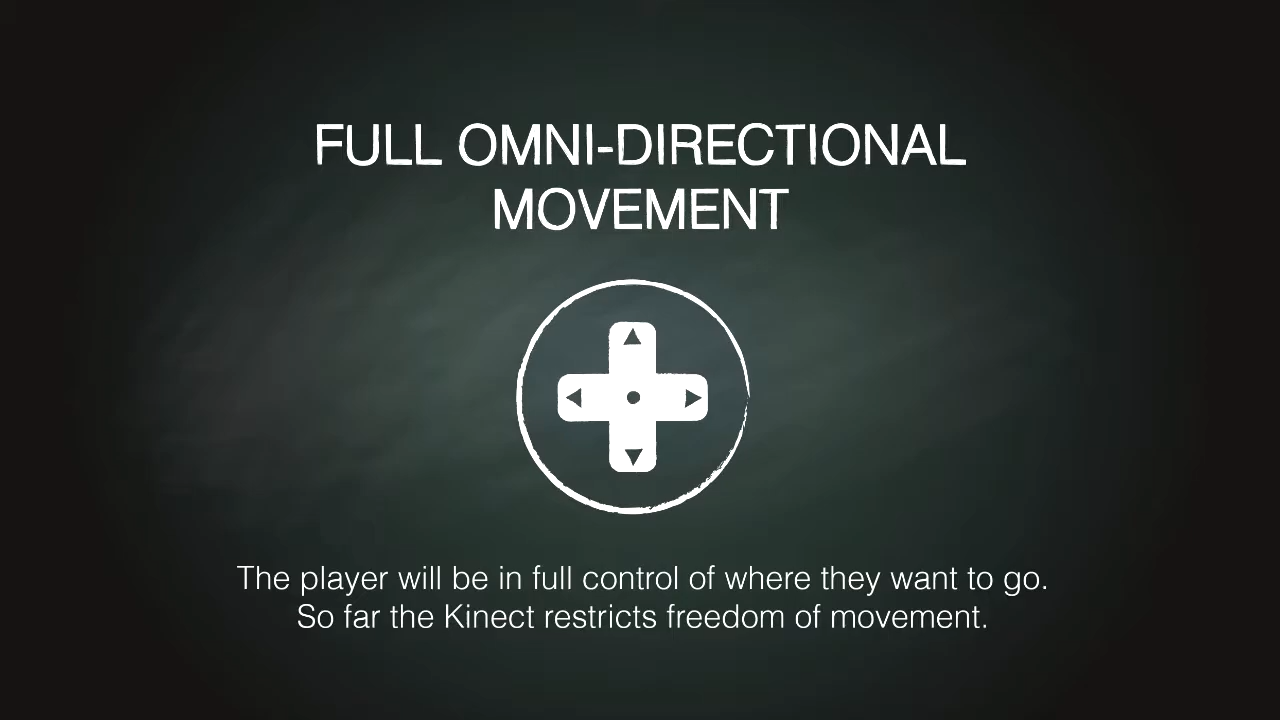 FULL OMNI-DIRECTIONAL
MOVEMENT
The player will be in full control of where they want to go.
So far the Kinect restricts freedom of movement.